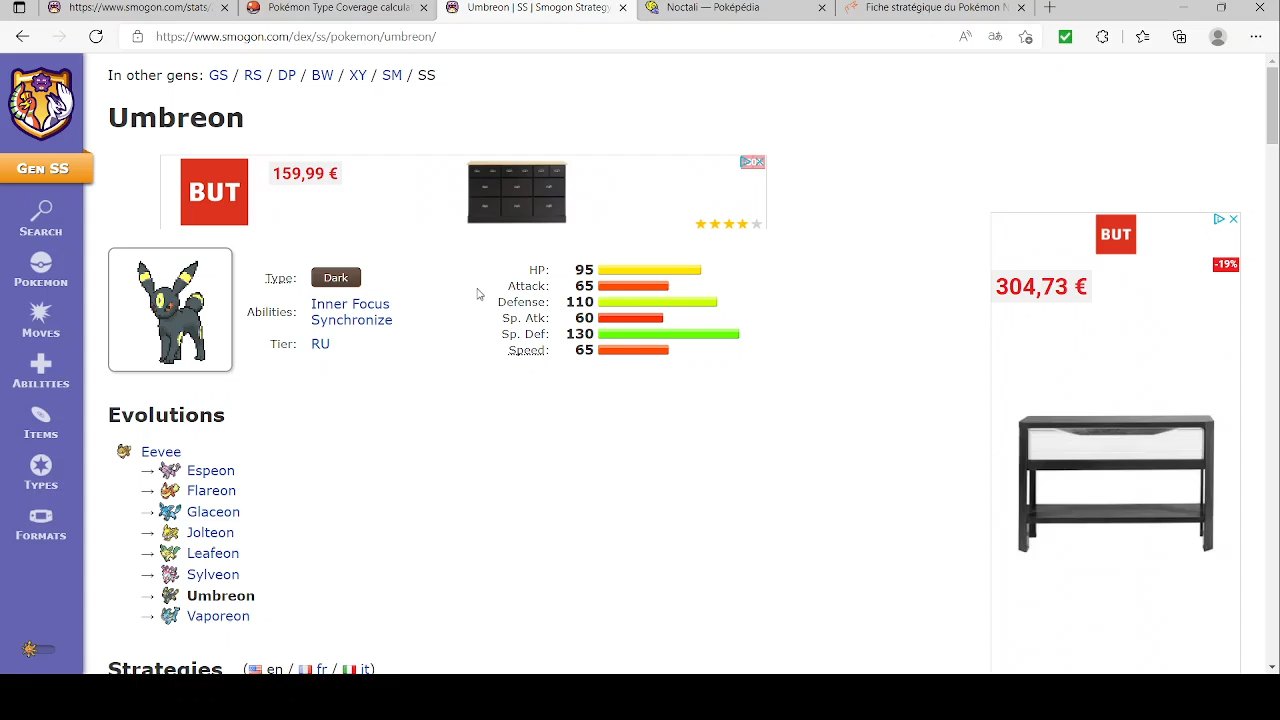 https://www.smogon.com/stats/
Pokémon Type Coverage calcula
Umbreon | SS | Smogon Strateg
Noctali — Poképédia
Fiche stratégique du Pokémon N
https://www.smogon.com/dex/ss/pokemon/umbreon/
In other gens: GS / RS / DP / BW / XY / SM / SS
Umbreon
Gen SS
BUT
159,99 €
SEARCH
POKEMON
MOVES
ABILITIES
ITEMS
TYPES
FORMATS
Type: Dark
Abilities: Inner Focus
Synchronize
Tier: RU
HP: 95
Attack: 65
Defense: 110
Sp. Atk: 60
Sp. Def: 130
Speed: 65
BUT
-19%
304,73 €
Evolutions
Eevee
→ Espeon
→ Flareon
→ Glaceon
→ Jolteon
→ Leafeon
→ Sylveon
→ Umbreon
→ Vaporeon
Strategies (en / fr / it)